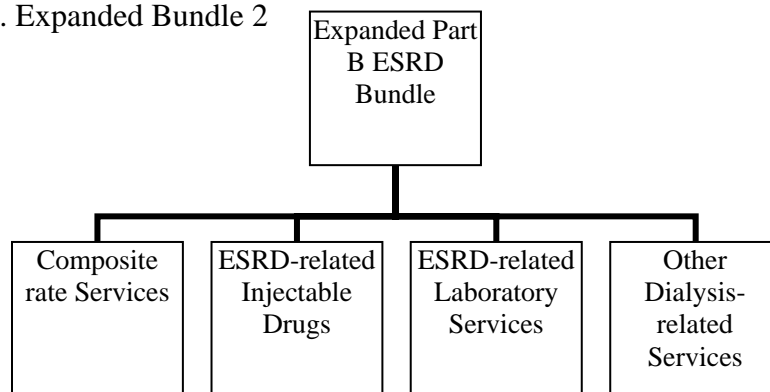 . Expanded Bundle 2
Expanded Part
B ESRD
Bundle
Composite
rate Services
ESRD-related
Injectable
Drugs
ESRD-related
Laboratory
Services
Other
Dialysis-
related
Services